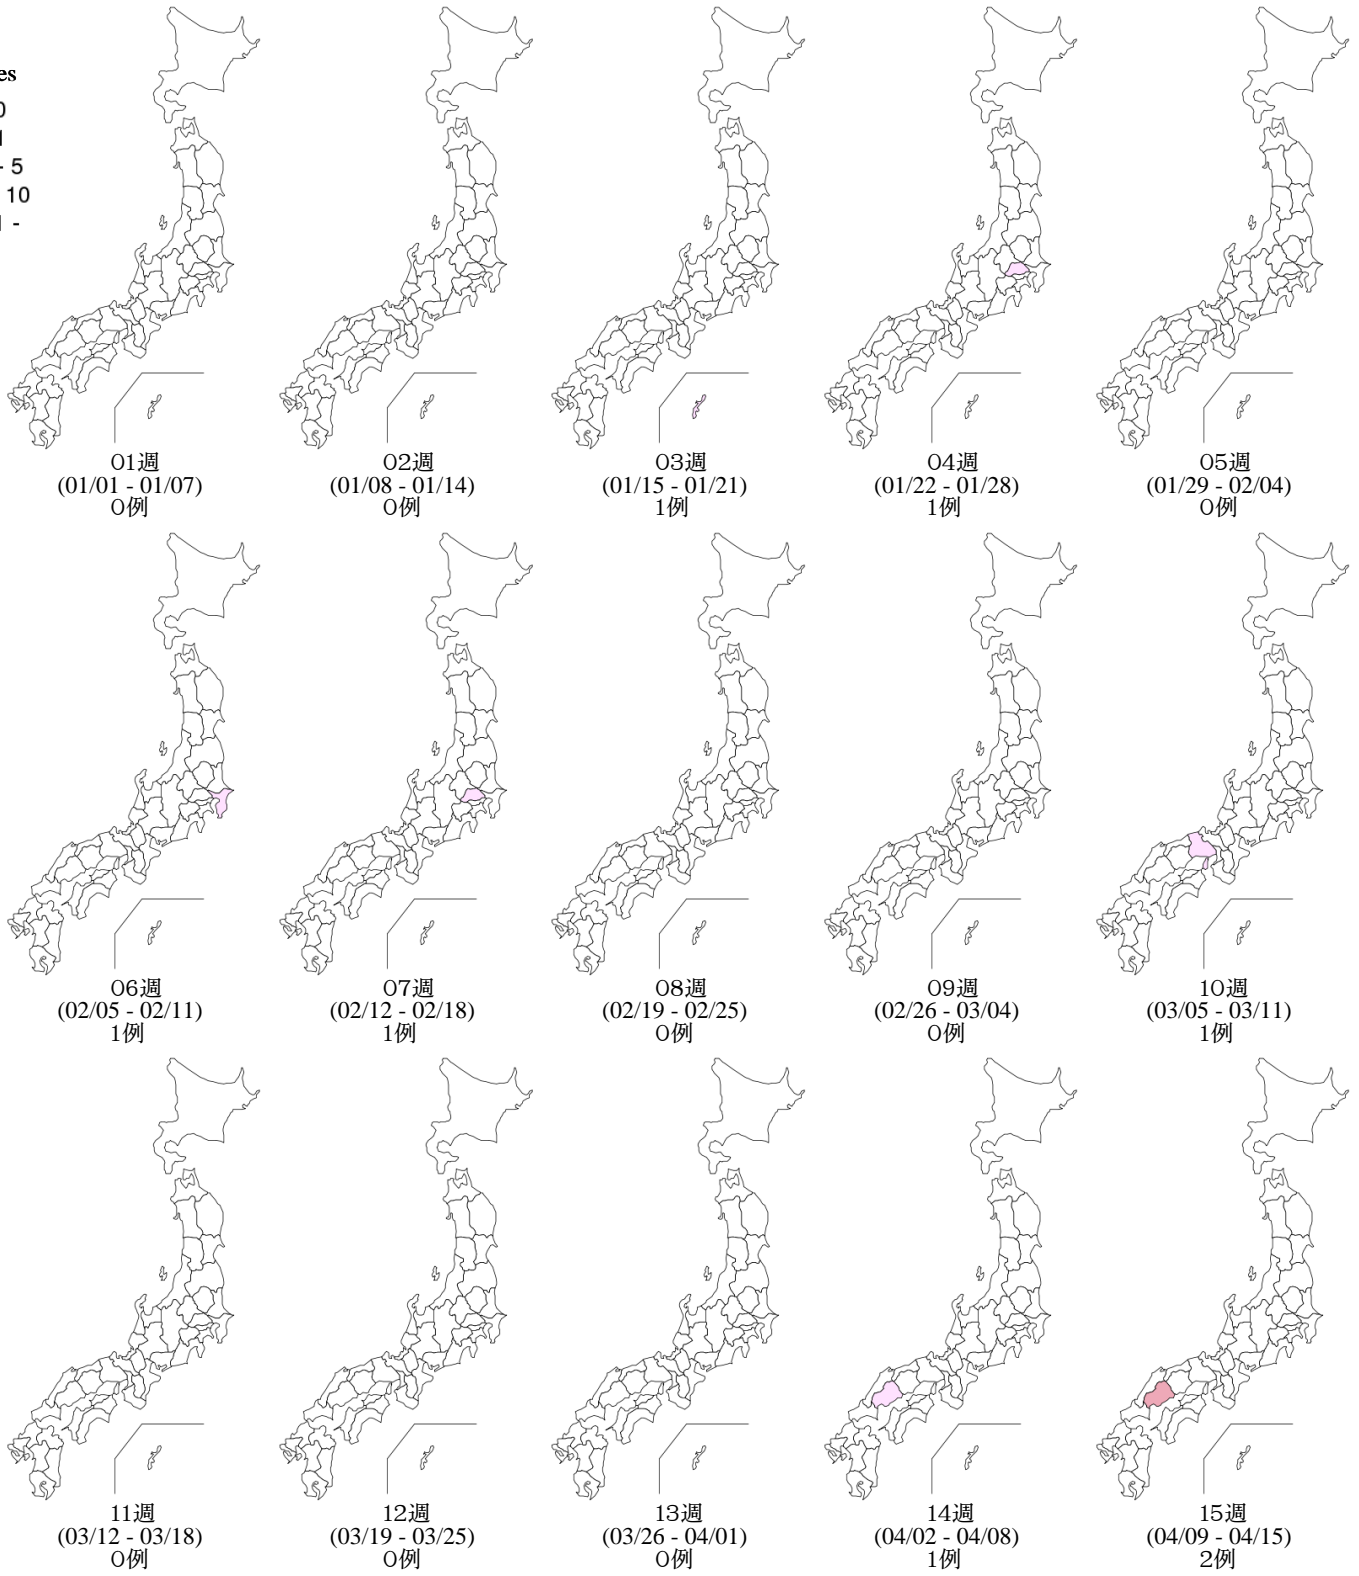 es
0
1
- 5
10
1 -
01週
(01/01 - 01/07)
0例
02週
(01/08 - 01/14)
0例
03週
(01/15 - 01/21)
1例
04週
(01/22 - 01/28)
1例
05週
(01/29 - 02/04)
0例
06週
(02/05 - 02/11)
1例
07週
(02/12 - 02/18)
1例
08週
(02/19 - 02/25)
0例
09週
(02/26 - 03/04)
0例
10週
(03/05 - 03/11)
1例
11週
(03/12 - 03/18)
0例
12週
(03/19 - 03/25)
0例
13週
(03/26 - 04/01)
0例
14週
(04/02 - 04/08)
1例
15週
(04/09 - 04/15)
2例